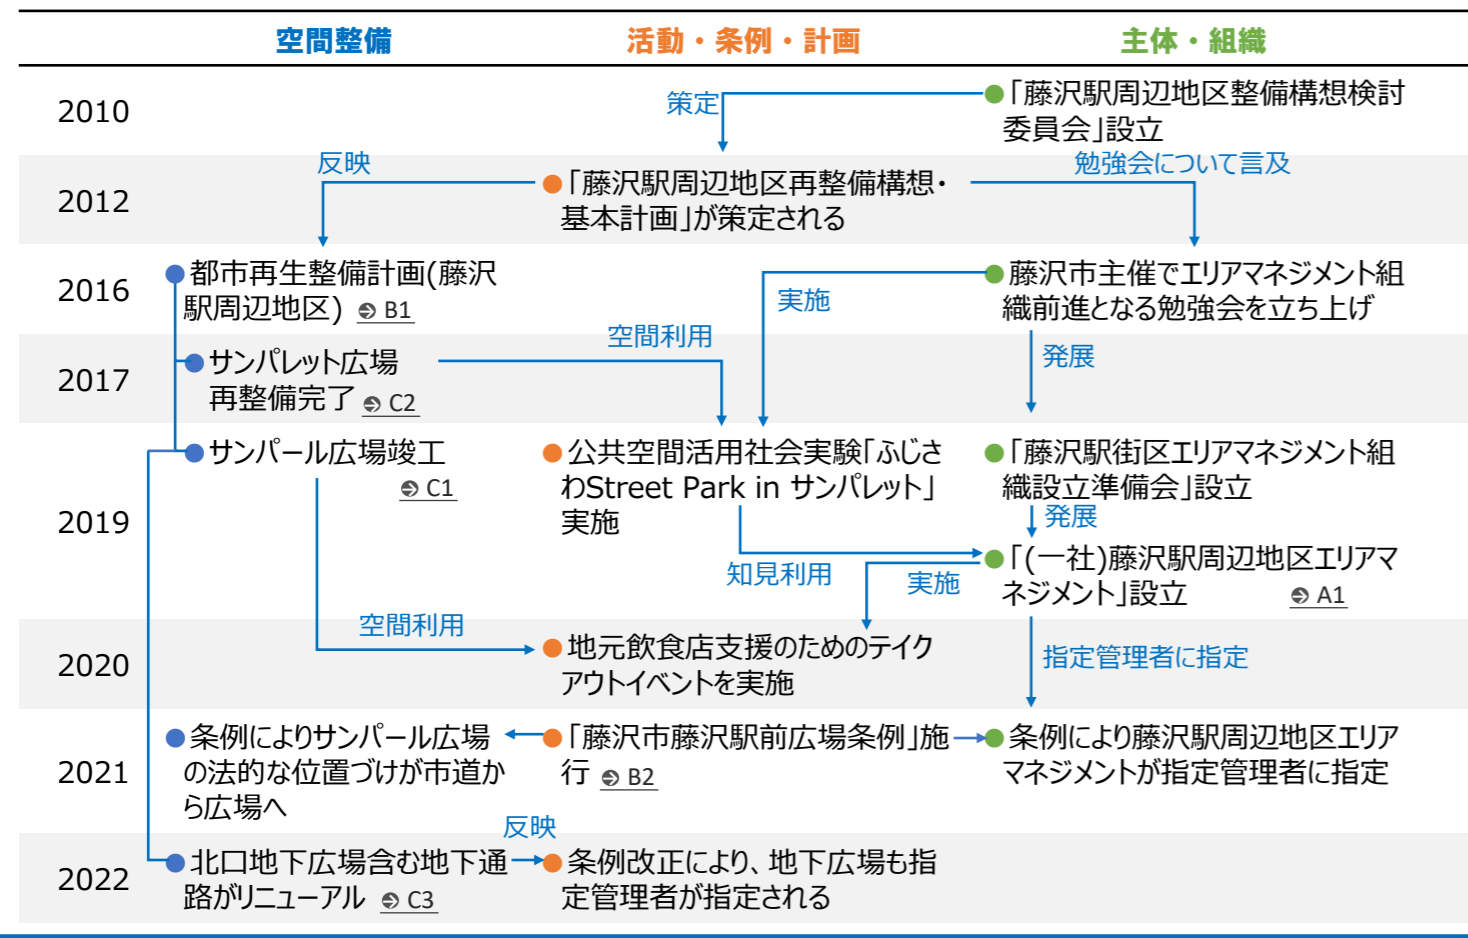 空間整備
活動・条例・計画
主体・組織
2010
策定
「藤沢駅周辺地区整備構想検討
委員会」設立
2012
反映
「藤沢駅周辺地区再整備構想・
基本計画」が策定される
勉強会について言及
2016
都市再生整備計画(藤沢
駅周辺地区) B1
実施
藤沢市主催でエリアマネジメント組
織前進となる勉強会を立ち上げ
2017
サンパレット広場
再整備完了 C2
空間利用
発展
2019
サンパール広場竣工
C1
公共空間活用社会実験「ふじさ
わStreet Park in サンパレット」
実施
「藤沢駅街区エリアマネジメント組
織設立準備会」設立
発展
知見利用
実施
「(一社)藤沢駅周辺地区エリアマ
ネジメント」設立 A1
2020
空間利用
地元飲食店支援のためのテイク
アウトイベントを実施
指定管理者に指定
2021
条例によりサンパール広場
の法的な位置づけが市道か
ら広場へ
「藤沢市藤沢駅前広場条例」施
行 B2
条例により藤沢駅周辺地区エリア
マネジメントが指定管理者に指定
2022
北口地下広場含む地下通
路がリニューアル C3
反映
条例改正により、地下広場も指
定管理者が指定される